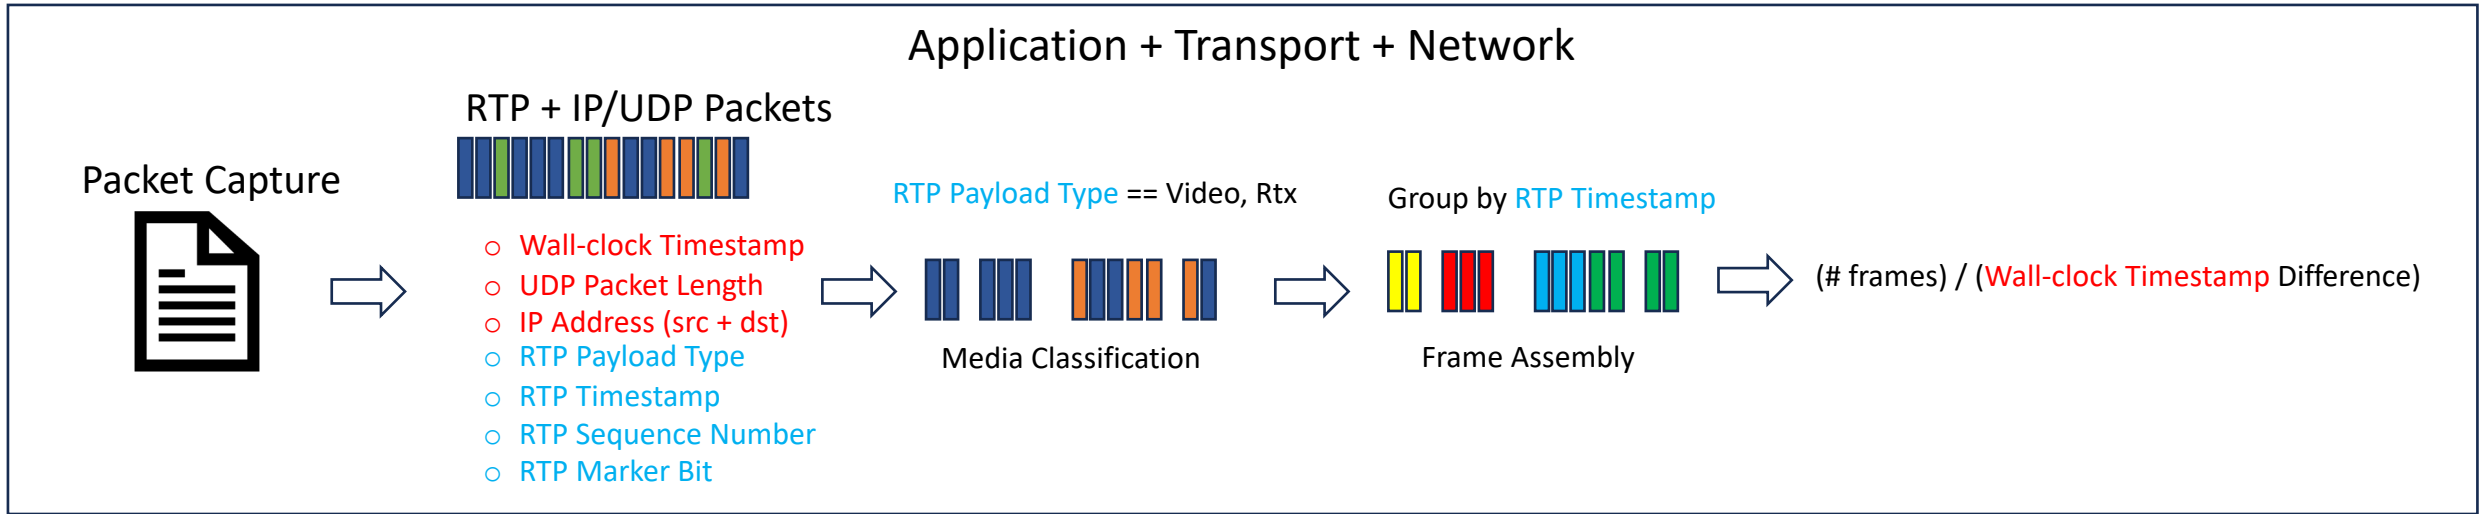 Application + Transport + Network
Packet Capture
RTP + IP/UDP Packets
o Wall-clock Timestamp
o UDP Packet Length
o IP Address (src + dst)
o RTP Payload Type
o RTP Timestamp
o RTP Sequence Number
o RTP Marker Bit
RTP Payload Type == Video, Rtx
Media Classification
Group by RTP Timestamp
Frame Assembly
(# frames) / (Wall-clock Timestamp Difference)